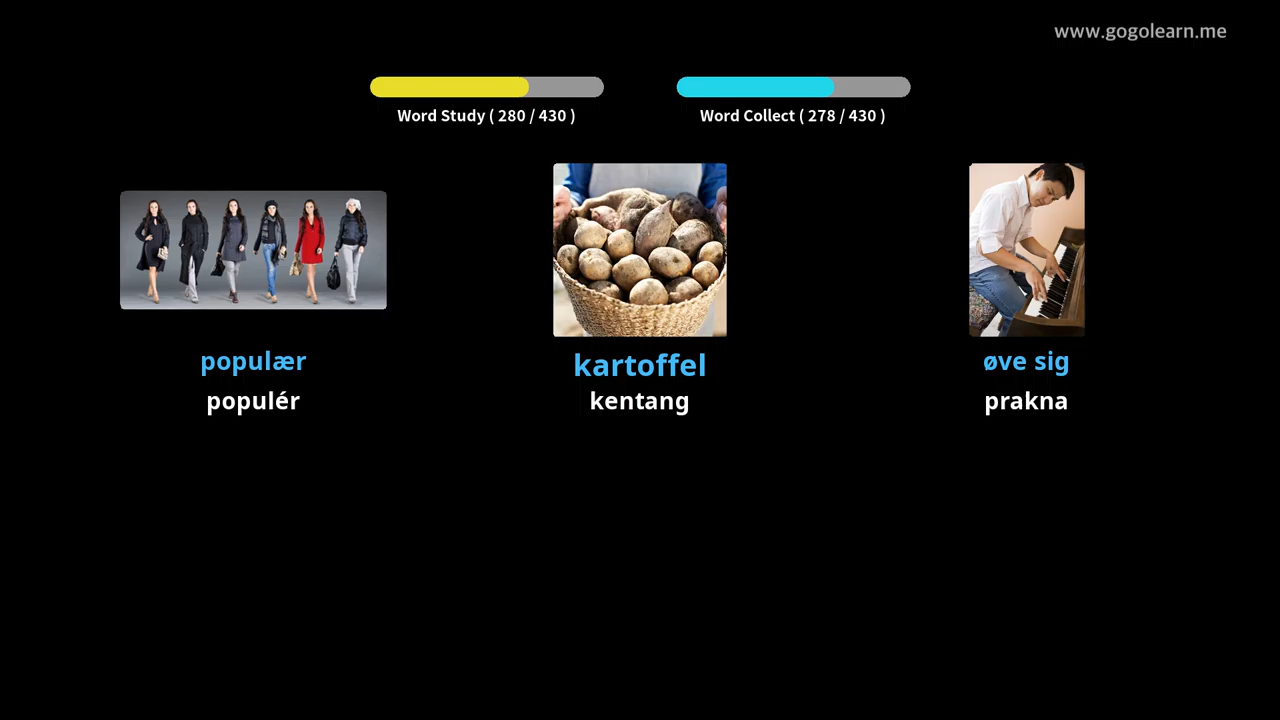 www.gogolearn.me
Word Study ( 280 / 430 )
Word Collect ( 278 / 430 )
populær
populér
kartoffel
kentang
øve sig
prakna